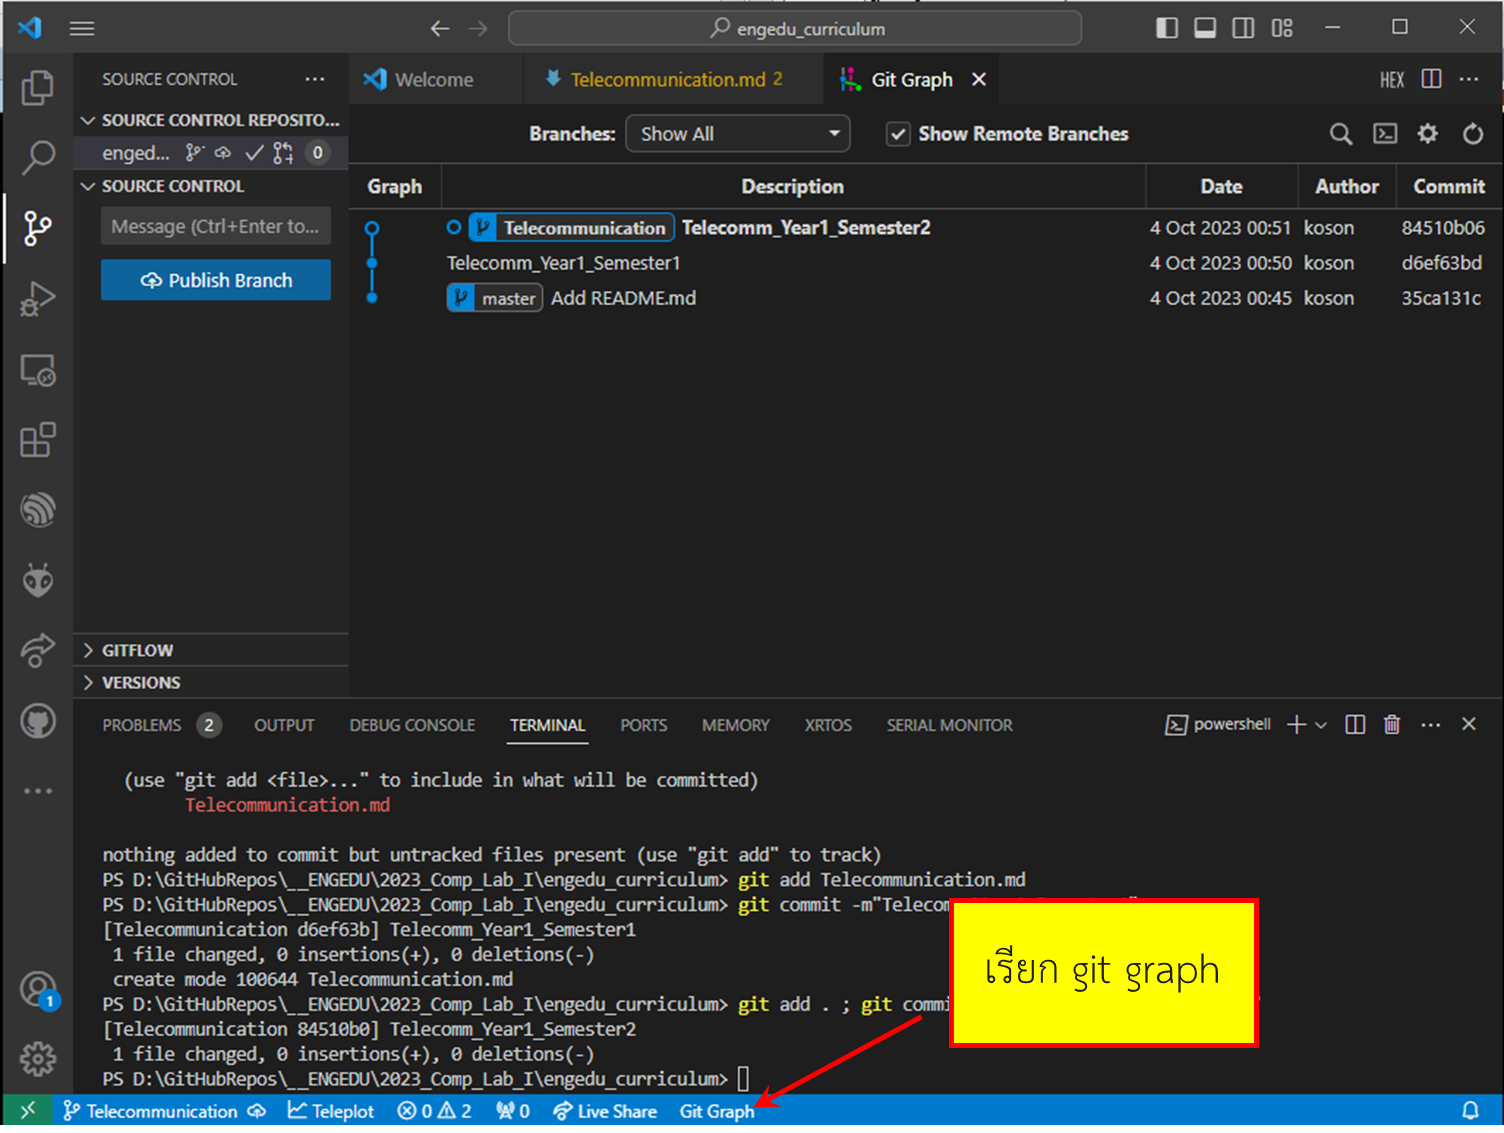 engedu_curriculum
SOURCE CONTROL
Welcome
Telecommunication.md 2
Git Graph
HEX
SOURCE CONTROL REPOSITO...
enged... 0
SOURCE CONTROL
Message (Ctrl+Enter to...
Publish Branch
Branches: Show All Show Remote Branches
Graph Description Date Author Commit
Telecommunication Telecomm_Year1_Semester2 4 Oct 2023 00:51 koson 84510b06
Telecomm_Year1_Semester1 4 Oct 2023 00:50 koson d6ef63bd
master Add README.md 4 Oct 2023 00:45 koson 35ca131c
GITFLOW
VERSIONS
PROBLEMS 2 OUTPUT DEBUG CONSOLE TERMINAL PORTS MEMORY XRTOS SERIAL MONITOR powershell
(use "git add <file>..." to include in what will be committed)
Telecommunication.md
nothing added to commit but untracked files present (use "git add" to track)
PS D:\GitHubRepos\__ENGEDU\2023_Comp_Lab_I\engedu_curriculum> git add Telecommunication.md
PS D:\GitHubRepos\__ENGEDU\2023_Comp_Lab_I\engedu_curriculum> git commit -m"Telecom
[Telecommunication d6ef63b] Telecomm_Year1_Semester1
1 file changed, 0 insertions(+), 0 deletions(-)
create mode 100644 Telecommunication.md
PS D:\GitHubRepos\__ENGEDU\2023_Comp_Lab_I\engedu_curriculum> git add . ; git commi
[Telecommunication 84510b0] Telecomm_Year1_Semester2
1 file changed, 0 insertions(+), 0 deletions(-)
PS D:\GitHubRepos\__ENGEDU\2023_Comp_Lab_I\engedu_curriculum>
เรียก git graph
1
Telecommunication Teleplot 0 2 0 Live Share Git Graph